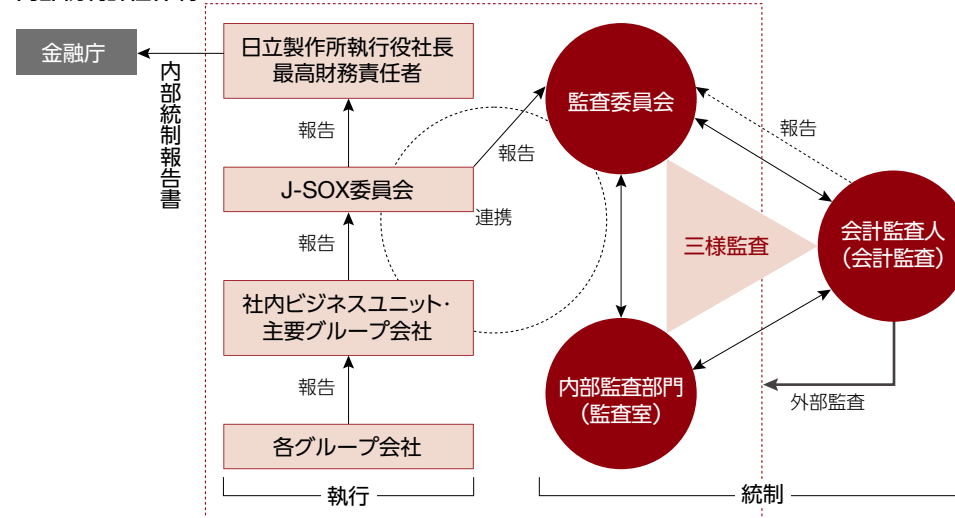 金融庁
内部統制報告書
日立製作所執行役社長
最高財務責任者
報告
J-SOX委員会
報告
報告
連携
社内ビジネスユニット・
主要グループ会社
報告
各グループ会社
執行
監査委員会
報告
三様監査
会計監査人
（会計監査）
内部監査部門
（監査室）
外部監査
統制